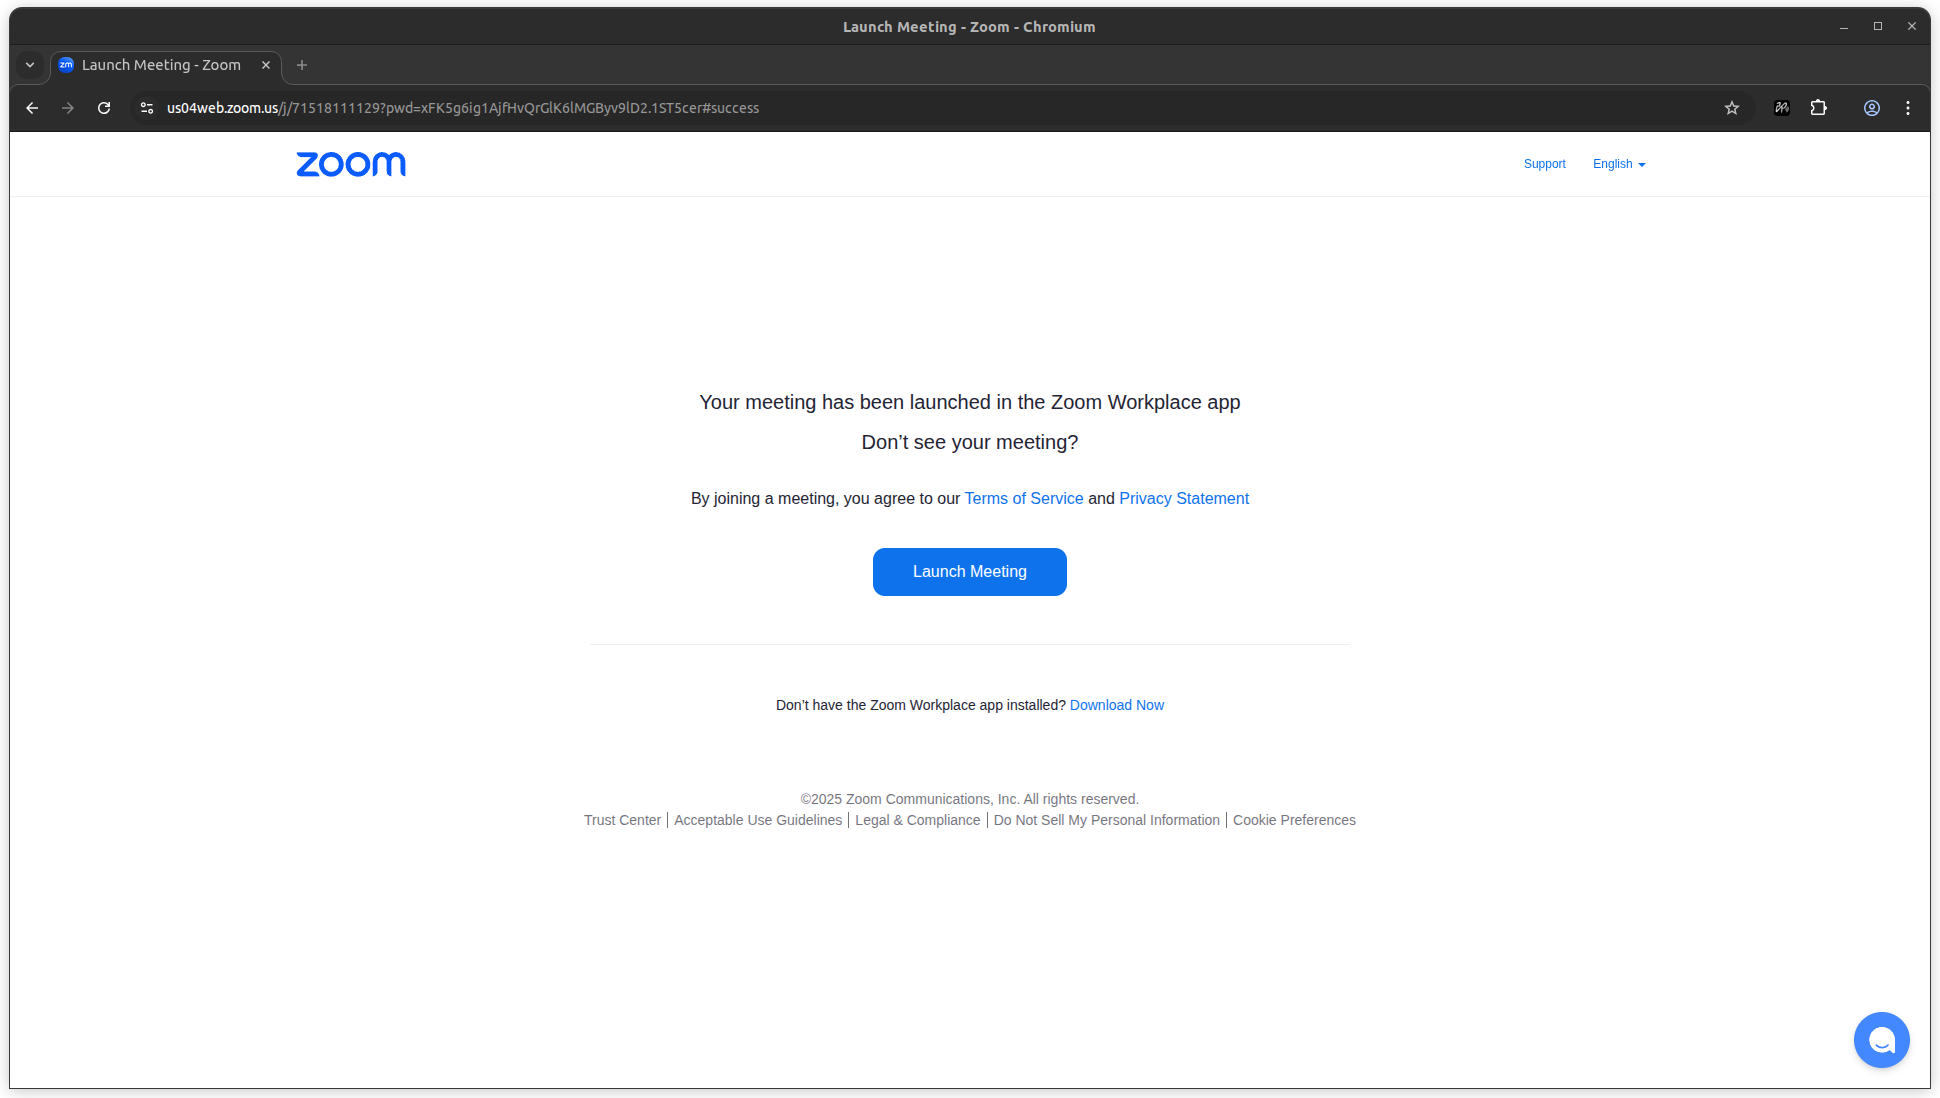 Launch Meeting - Zoom - Chromium
zm Launch Meeting - Zoom
us04web.zoom.us/j/71518111129?pwd=xFK5g6ig1AjfHvQrGlK6lMGByv9lD2.1ST5cer#success
zoom Support English
Your meeting has been launched in the Zoom Workplace app
Don’t see your meeting?
By joining a meeting, you agree to our Terms of Service and Privacy Statement
Launch Meeting
Don’t have the Zoom Workplace app installed? Download Now
©2025 Zoom Communications, Inc. All rights reserved.
Trust Center | Acceptable Use Guidelines | Legal & Compliance | Do Not Sell My Personal Information | Cookie Preferences